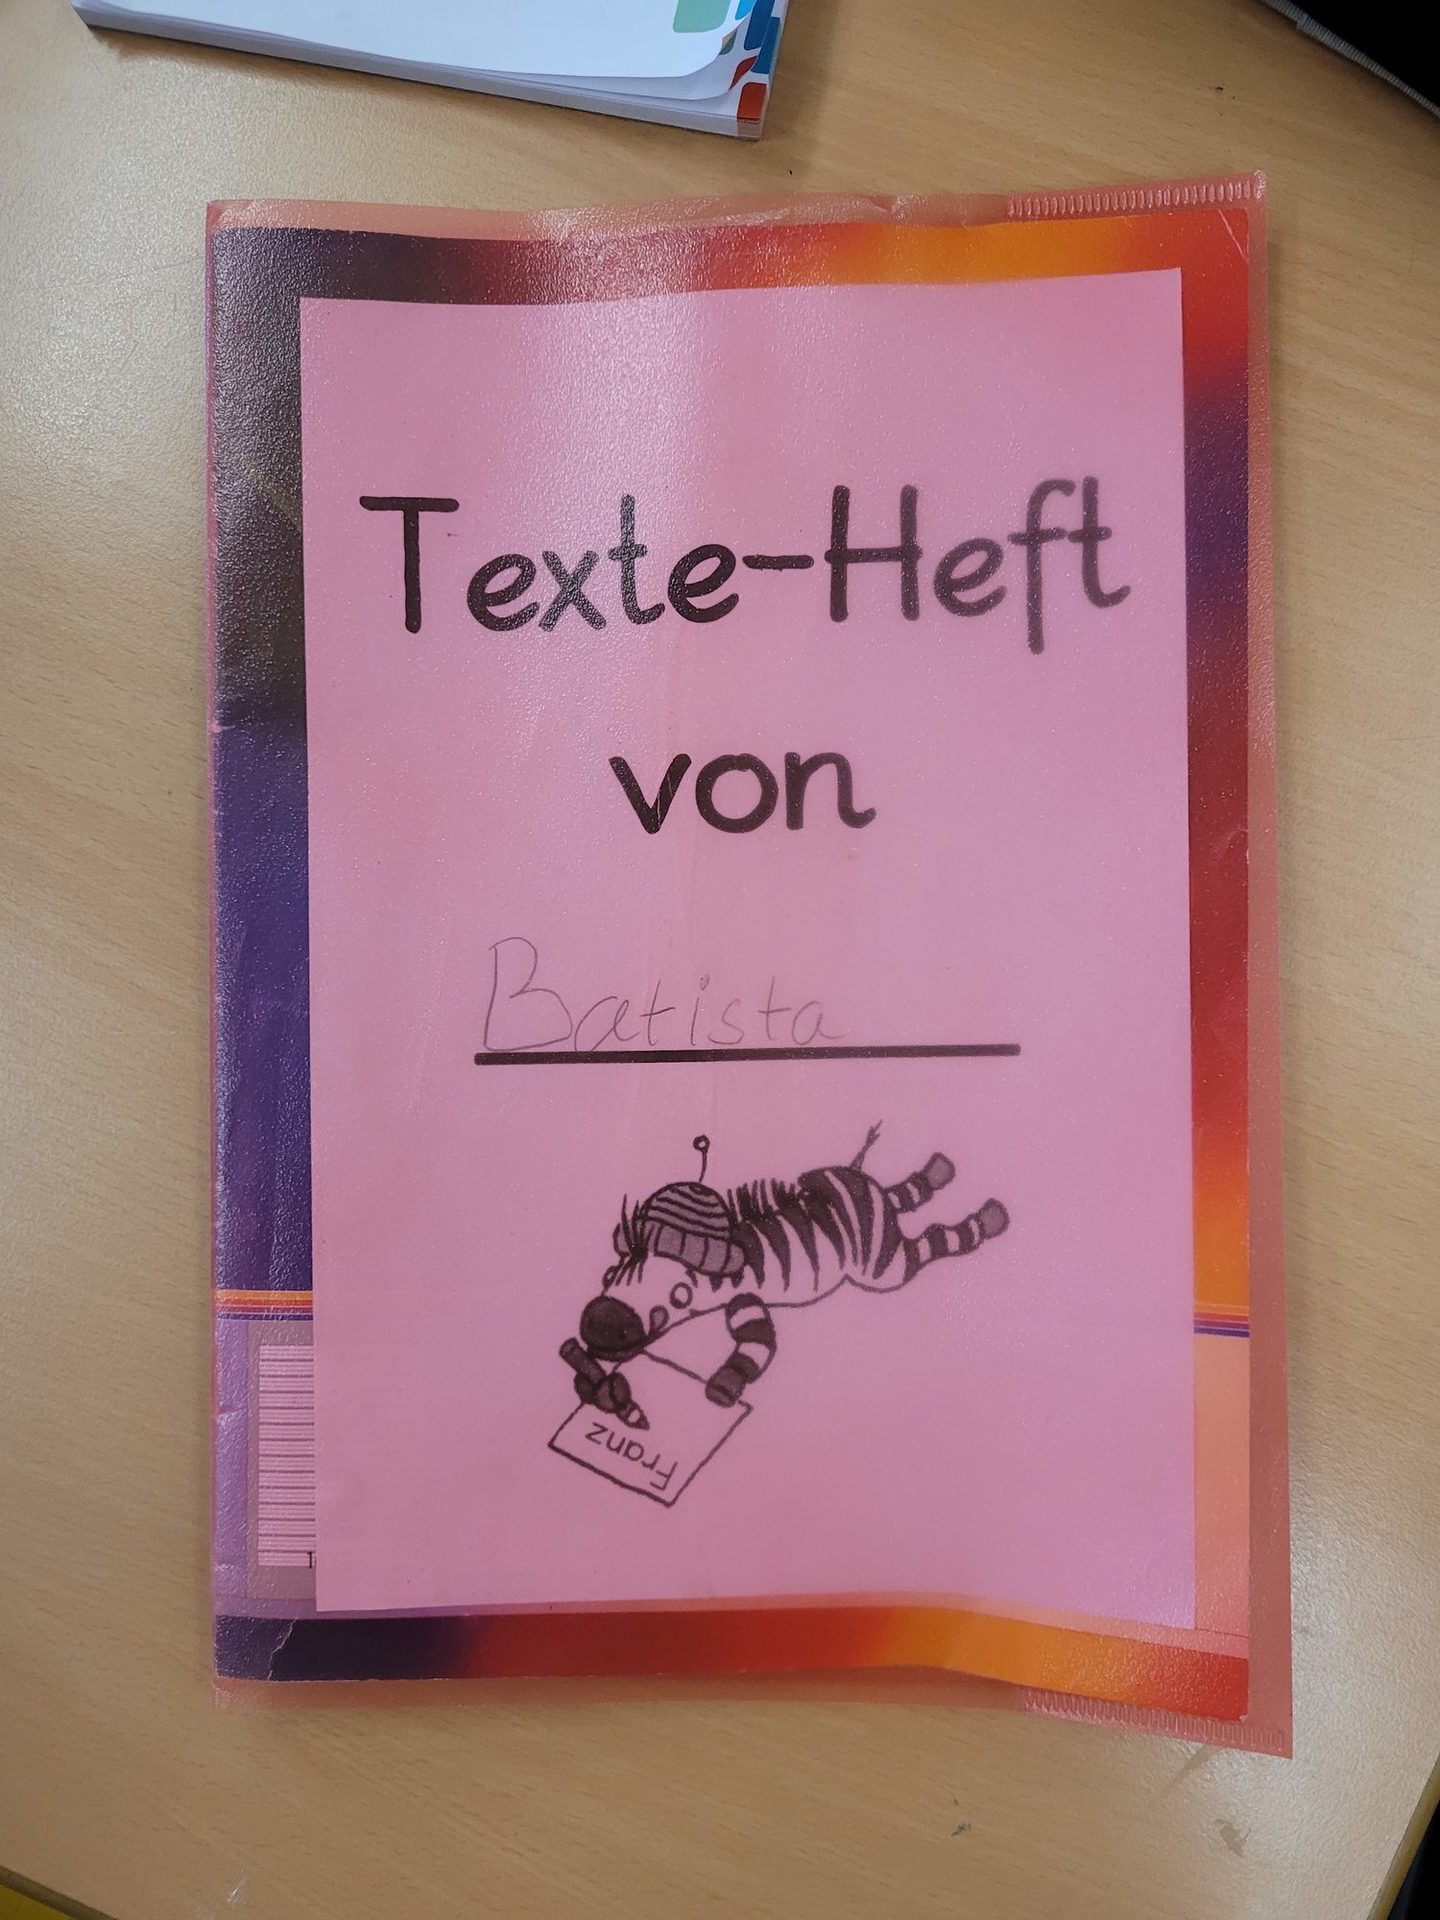 Texte-Heft
von
Batista
Franz